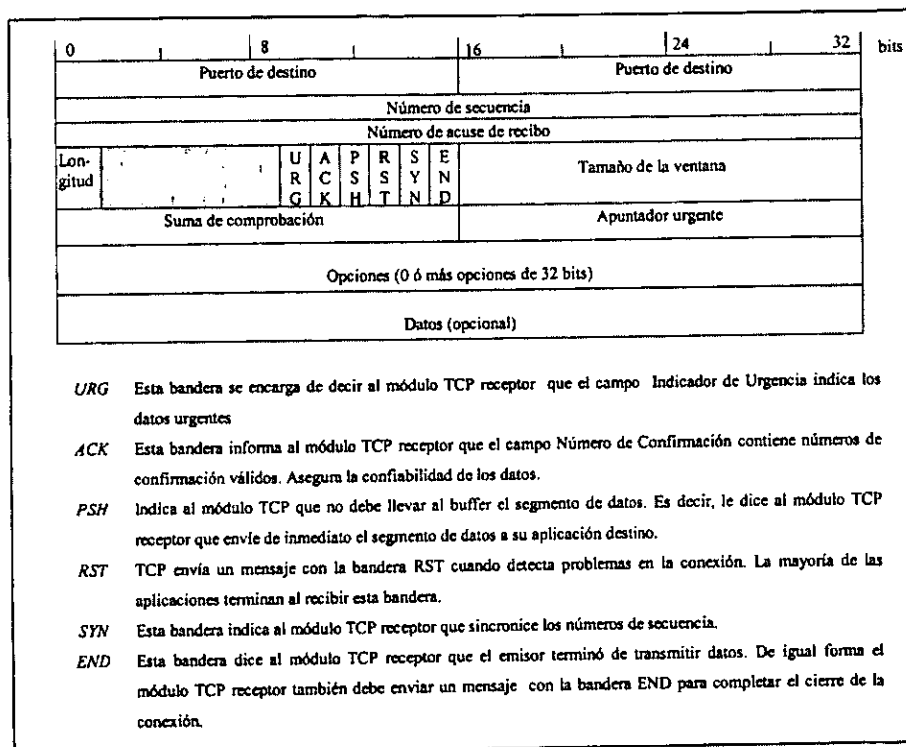 0 8 16 24 32 bits
Puerto de destino Puerto de destino
Número de secuencia
Número de acuse de recibo
Lon-
gitud
URG ACK PSH RST SYN END
Tamaño de la ventana
Suma de comprobación Apuntador urgente
Opciones (0 ó más opciones de 32 bits)
Datos (opcional)
URG Esta bandera se encarga de decir al módulo TCP receptor que el campo Indicador de Urgencia indica los
datos urgentes
ACK Esta bandera informa al módulo TCP receptor que el campo Número de Confirmación contiene números de
confirmación válidos. Asegura la confiabilidad de los datos.
PSH Indica al módulo TCP que no debe llevar al buffer el segmento de datos. Es decir, le dice al módulo TCP
receptor que envíe de inmediato el segmento de datos a su aplicación destino.
RST TCP envía un mensaje con la bandera RST cuando detecta problemas en la conexión. La mayoría de las
aplicaciones terminan al recibir esta bandera.
SYN Esta bandera indica al módulo TCP receptor que sincronice los números de secuencia.
END Esta bandera dice al módulo TCP receptor que el emisor terminó de transmitir datos. De igual forma el
módulo TCP receptor también debe enviar un mensaje con la bandera END para completar el cierre de la
conexión.